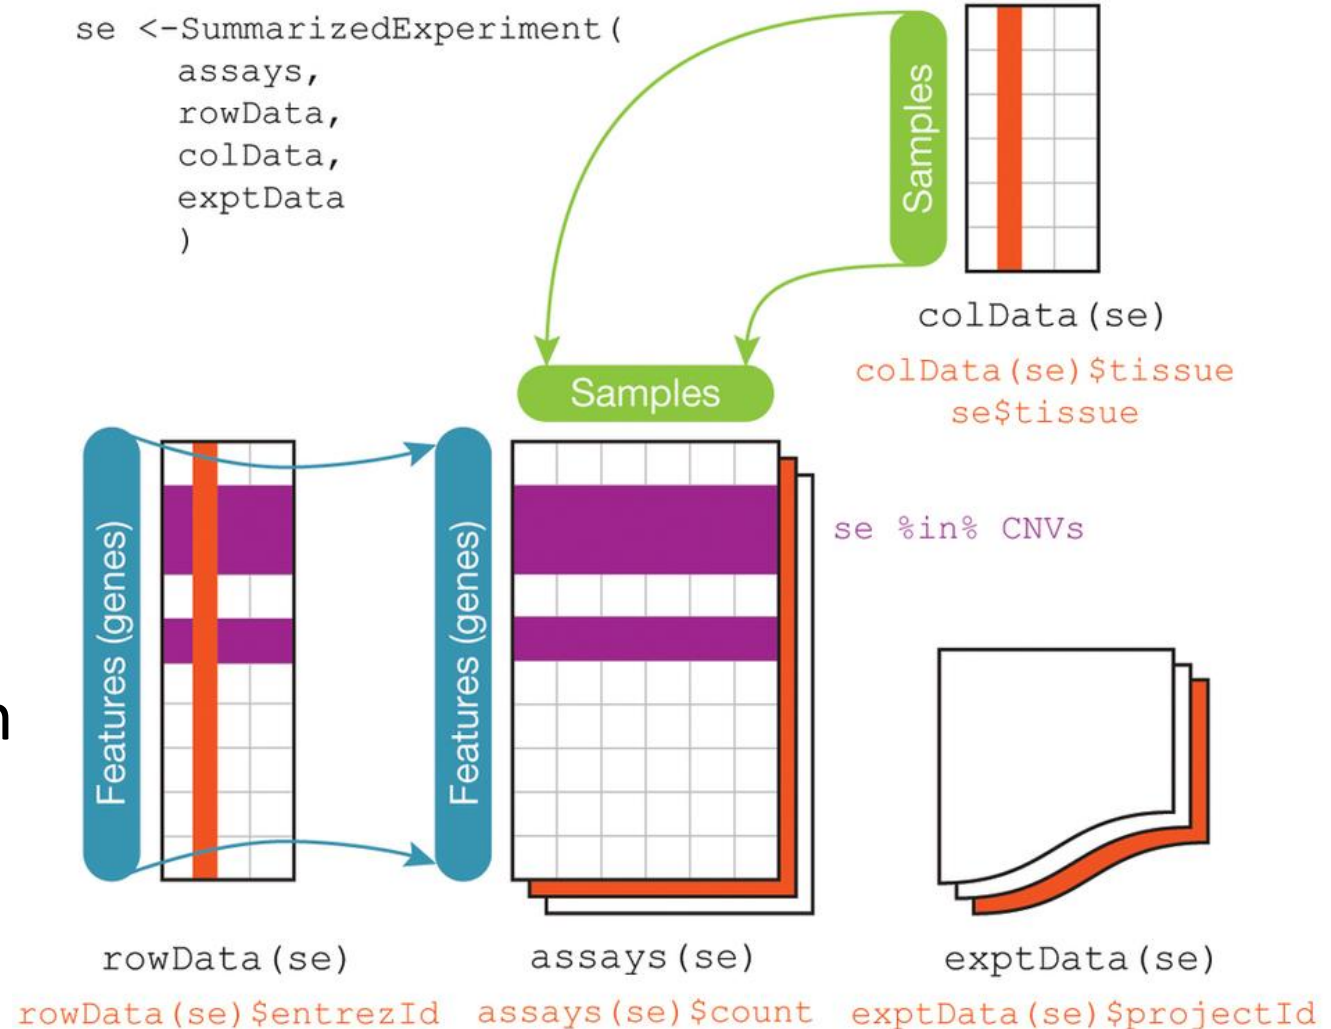 se <-SummarizedExperiment(
assays,
rowData,
colData,
exptData
)
Samples
colData(se)
colData(se)$tissue
se$tissue
Samples
Features (genes)
Features (genes)
se %in% CNVs
n
rowData(se)
assays(se)
exptData(se)
rowData(se)$entrezId
assays(se)$count
exptData(se)$projectId